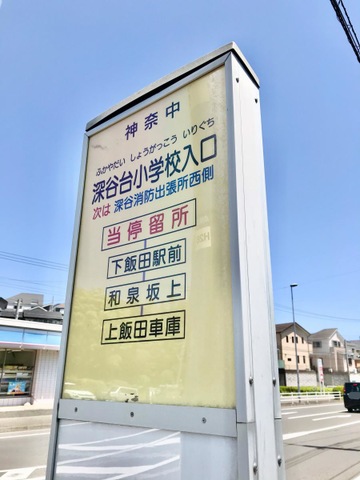 神奈中
ふかやだい しょうがっこう いりぐち
深谷台小学校入口
次は 深谷消防出張所西側
当停留所
下飯田駅前
和泉坂上
上飯田車庫